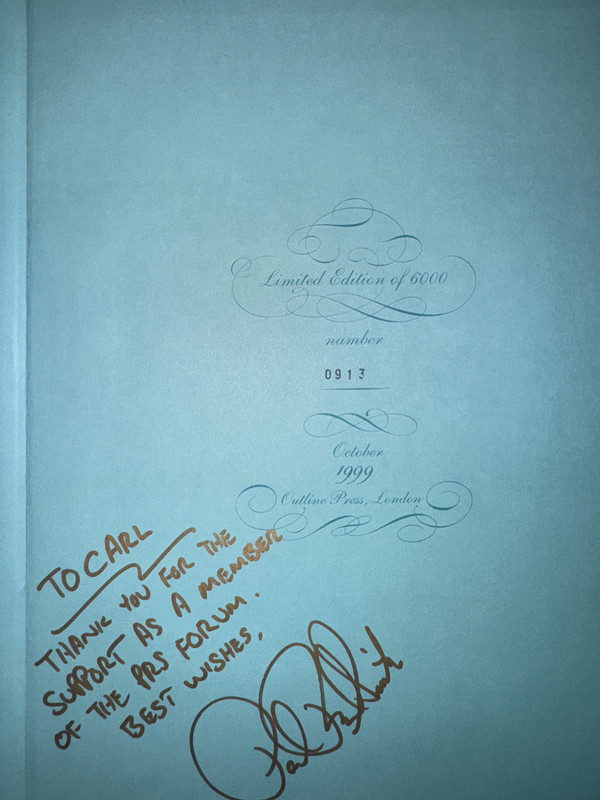 Limited Edition of 6000
number
0913
October
1999
Outline Press, London
TO CARL
THANK YOU FOR THE
SUPPORT AS A MEMBER
OF THE PRS FORUM.
BEST WISHES,